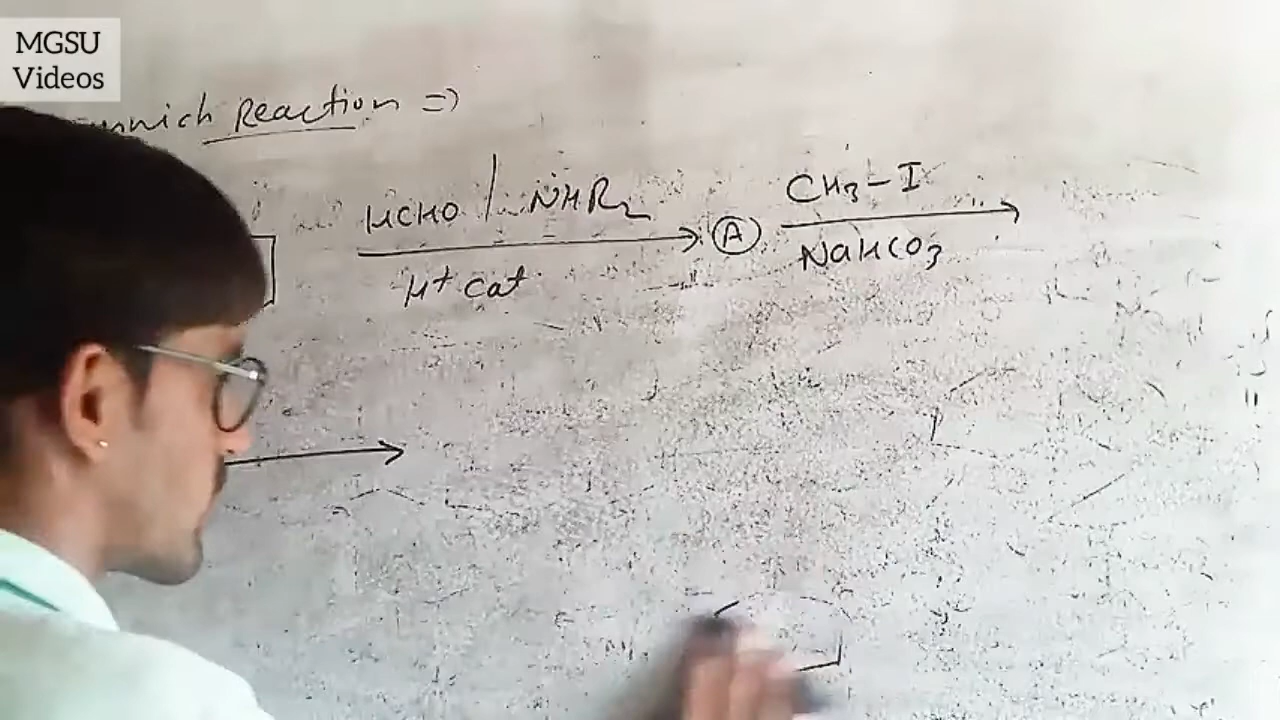 MGSU
Videos
Reaction =>
HCHO / NHR2
H+ cat
A
CH3-I
NaHCO3